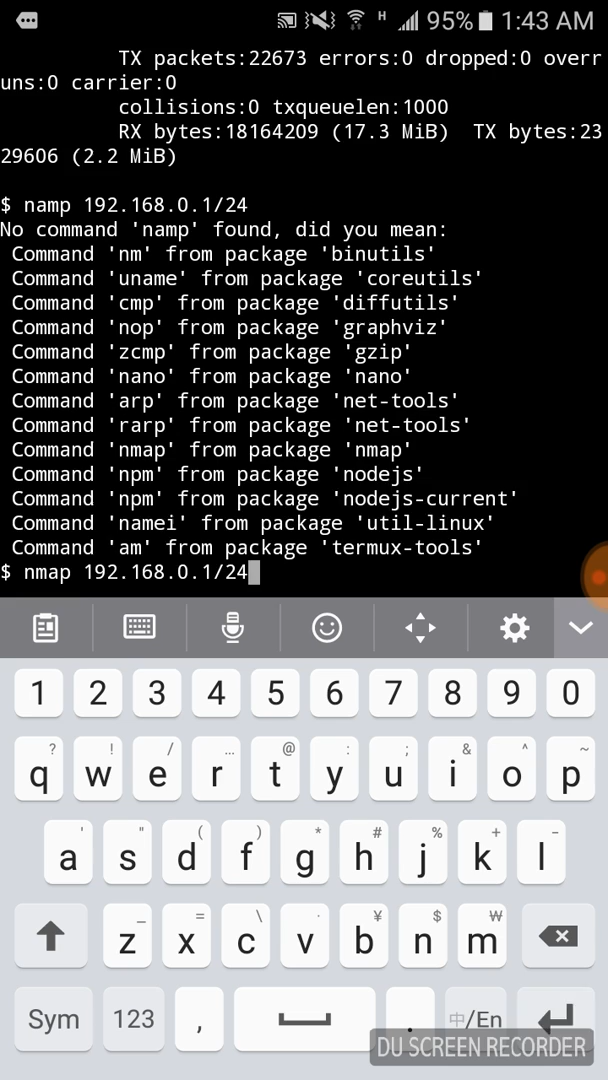 95% 1:43 AM
TX packets:22673 errors:0 dropped:0 overr
uns:0 carrier:0
collisions:0 txqueuelen:1000
RX bytes:18164209 (17.3 MiB)  TX bytes:23
29606 (2.2 MiB)
$ namp 192.168.0.1/24
No command 'namp' found, did you mean:
Command 'nm' from package 'binutils'
Command 'uname' from package 'coreutils'
Command 'cmp' from package 'diffutils'
Command 'nop' from package 'graphviz'
Command 'zcmp' from package 'gzip'
Command 'nano' from package 'nano'
Command 'arp' from package 'net-tools'
Command 'rarp' from package 'net-tools'
Command 'nmap' from package 'nmap'
Command 'npm' from package 'nodejs'
Command 'npm' from package 'nodejs-current'
Command 'namei' from package 'util-linux'
Command 'am' from package 'termux-tools'
$ nmap 192.168.0.1/24
1 2 3 4 5 6 7 8 9 0
? ! / ... @ : ; & ^ ~
q w e r t y u i o p
' " ( ) * # % + -
a s d f g h j k l
_ = \ · ¥ $ ₩
z x c v b n m
Sym 123 , . 中/En
DU SCREEN RECORDER